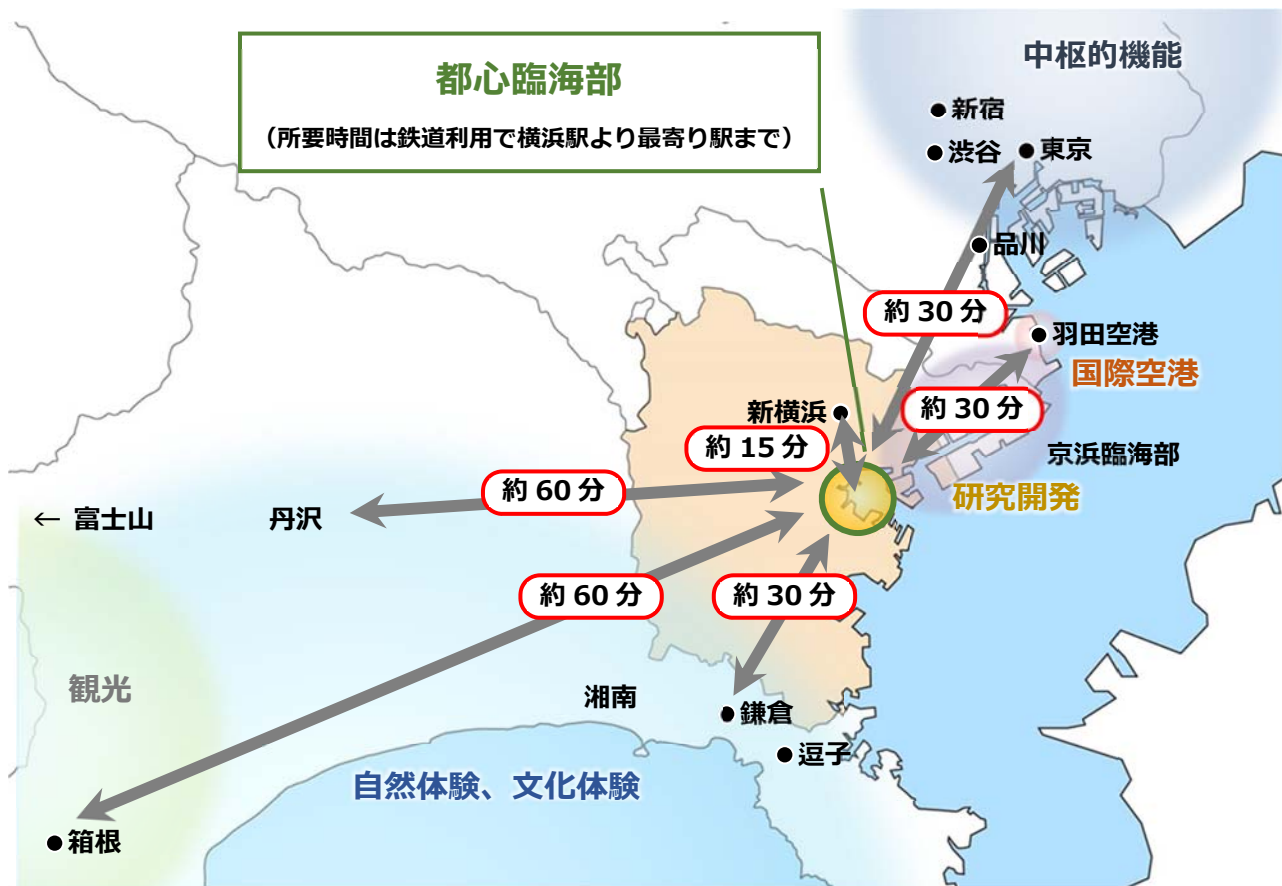 中枢的機能
都心臨海部
（所要時間は鉄道利用で横浜駅より最寄り駅まで）
新宿
渋谷
東京
品川
約 30 分
羽田空港
国際空港
約 30 分
新横浜
約 15 分
京浜臨海部
研究開発
約 60 分
← 富士山
丹沢
約 60 分
約 30 分
観光
湘南
鎌倉
逗子
自然体験、文化体験
箱根